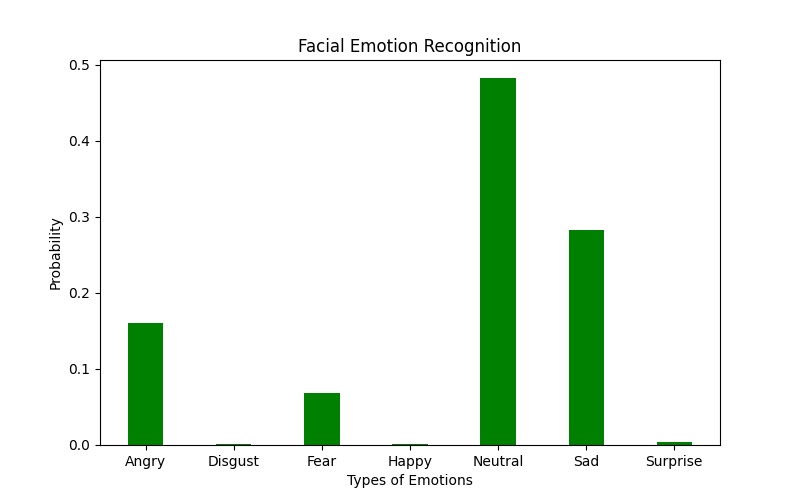 Facial Emotion Recognition
0.5
0.4
0.3
0.2
0.1
0.0
Probability
Angry Disgust Fear Happy Neutral Sad Surprise
Types of Emotions